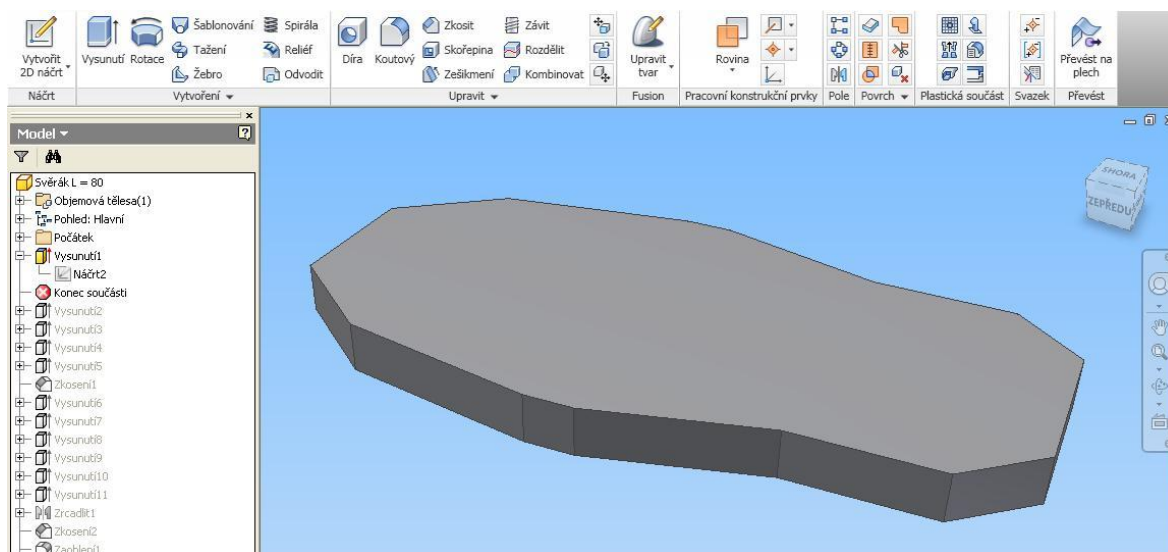 Vytvořit
2D náčrt
Vysunutí
Rotace
Šablonování
Tažení
Žebro
Spirála
Reliéf
Odvodit
Díra
Koutový
Zkosit
Skořepina
Zešikmení
Závit
Rozdělit
Kombinovat
Upravit
tvar
Rovina
Převést na
plech
Náčrt
Vytvoření
Upravit
Fusion
Pracovní konstrukční prvky
Pole
Povrch
Plastická součást
Svazek
Převést
Model
Svěrák L = 80
Objemová tělesa(1)
Pohled: Hlavní
Počátek
Vysunutí1
Náčrt2
Konec součásti
Vysunutí2
Vysunutí3
Vysunutí4
Vysunutí5
Zkosení1
Vysunutí6
Vysunutí7
Vysunutí8
Vysunutí9
Vysunutí10
Vysunutí11
Zrcadlit1
Zkosení2
Zaoblení1
SHORA
ZEPŘEDU